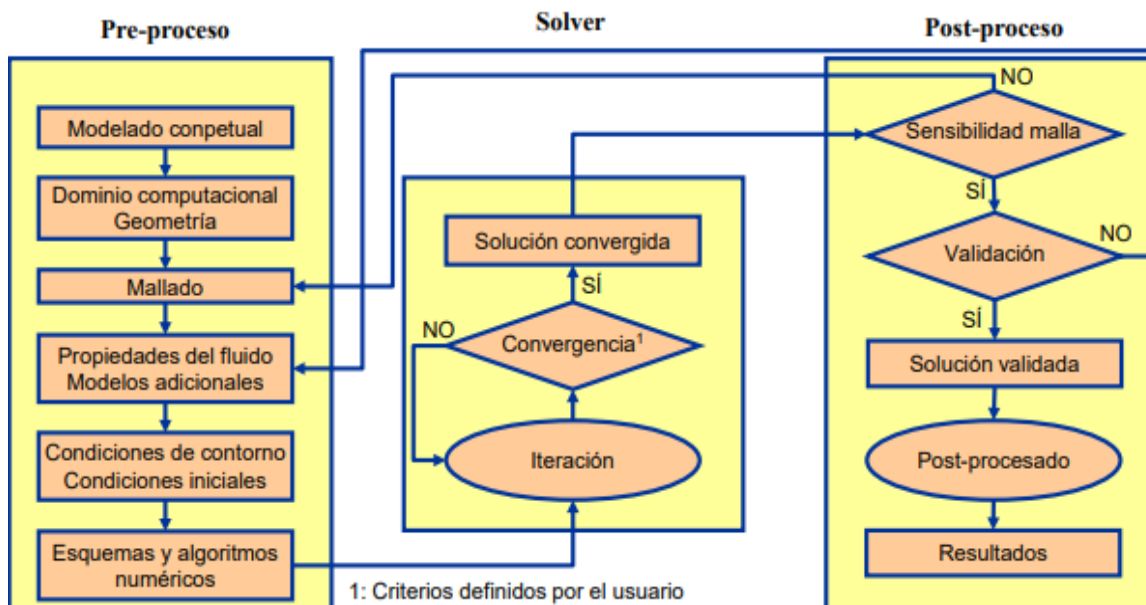 Pre-proceso
Modelado conpetual
Dominio computacional
Geometría
Mallado
Propiedades del fluido
Modelos adicionales
Condiciones de contorno
Condiciones iniciales
Esquemas y algoritmos
numéricos
Solver
Solución convergida
SÍ
NO
Convergencia¹
Iteración
1: Criterios definidos por el usuario
Post-proceso
NO
Sensibilidad malla
SÍ
NO
Validación
SÍ
Solución validada
Post-procesado
Resultados